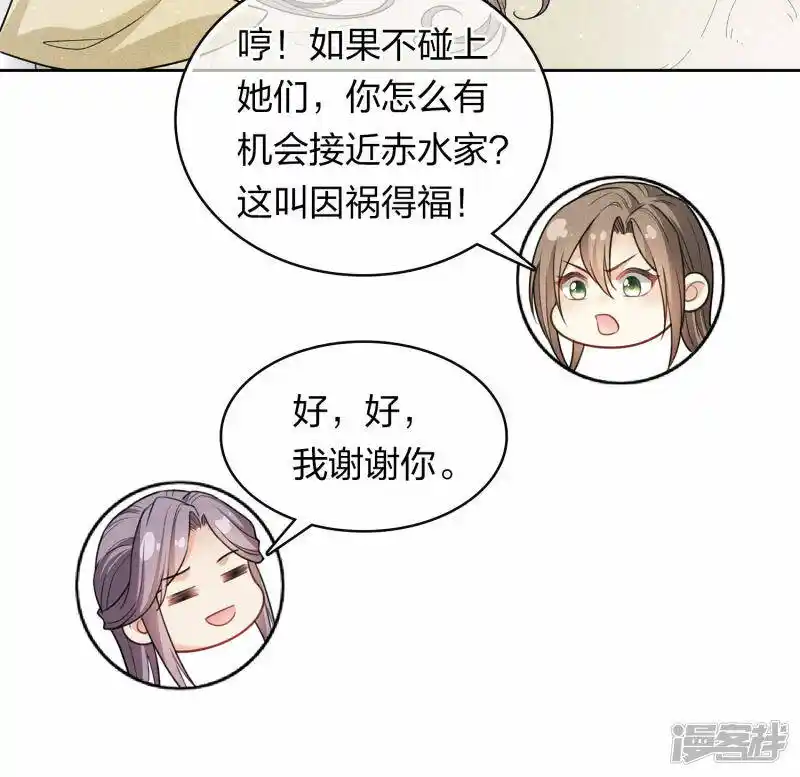 哼！如果不碰上
她们，你怎么有
机会接近赤水家？
这叫因祸得福！
好，好，
我谢谢你。
漫客栈